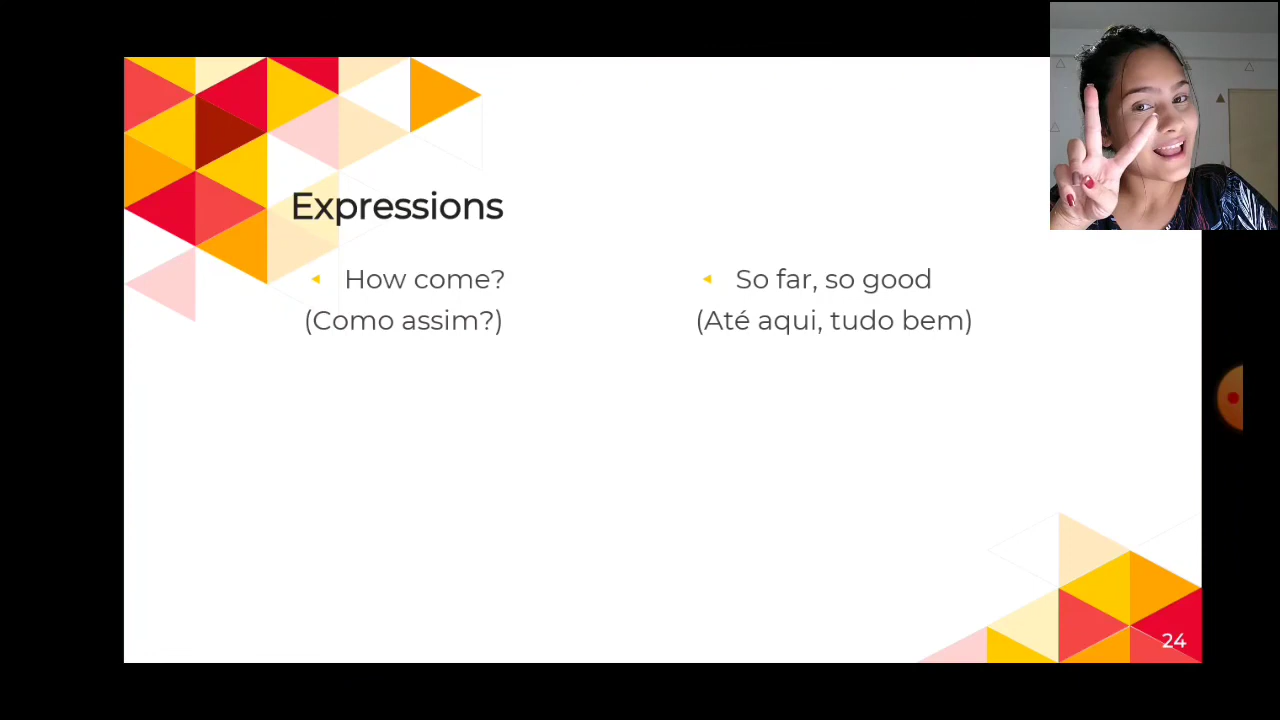 Expressions
How come?
(Como assim?)
So far, so good
(Até aqui, tudo bem)
24